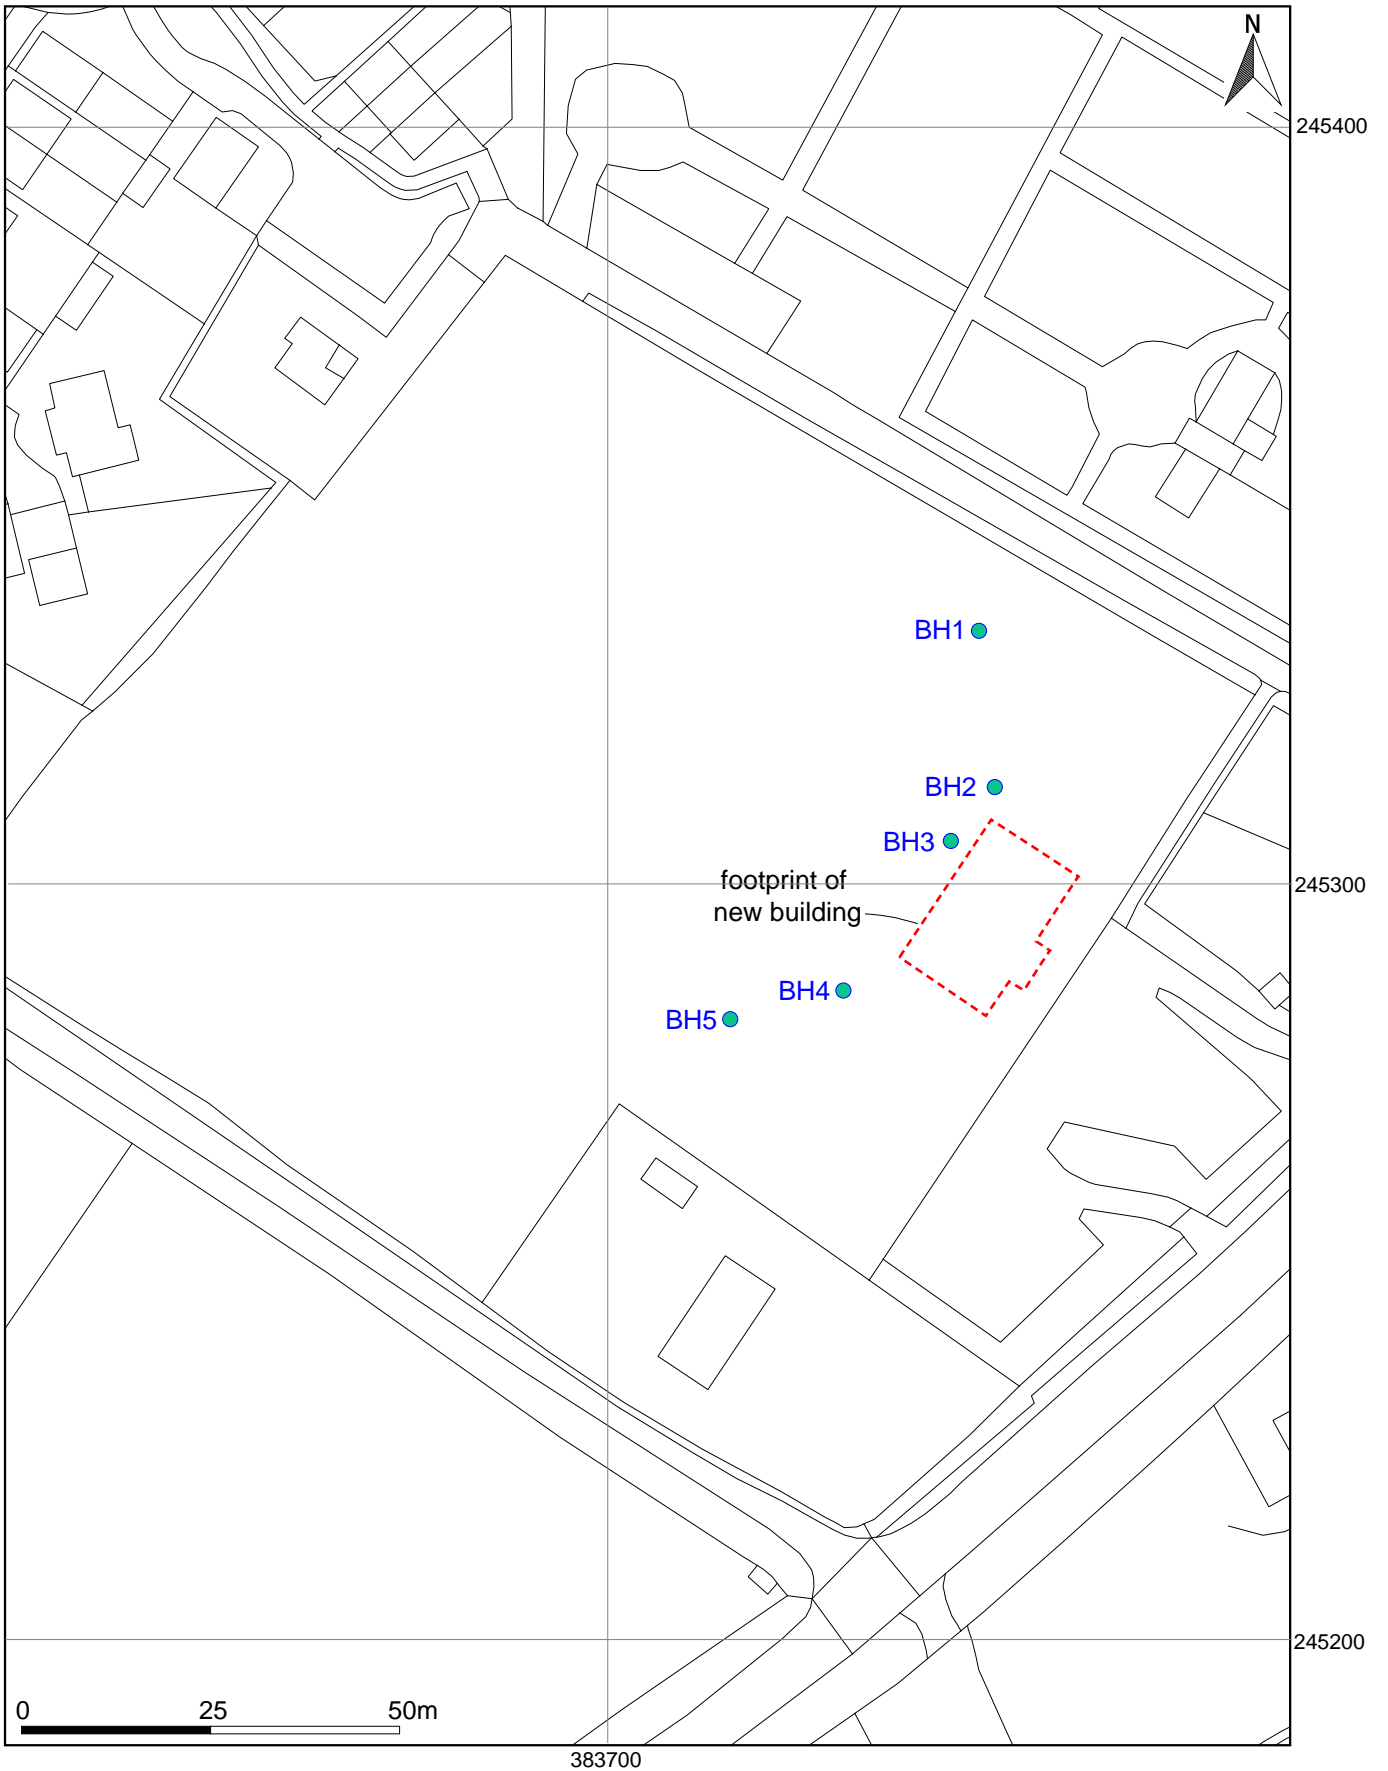 N
245400
BH1
BH2
BH3
footprint of
new building
245300
BH4
BH5
245200
0 25 50m
383700